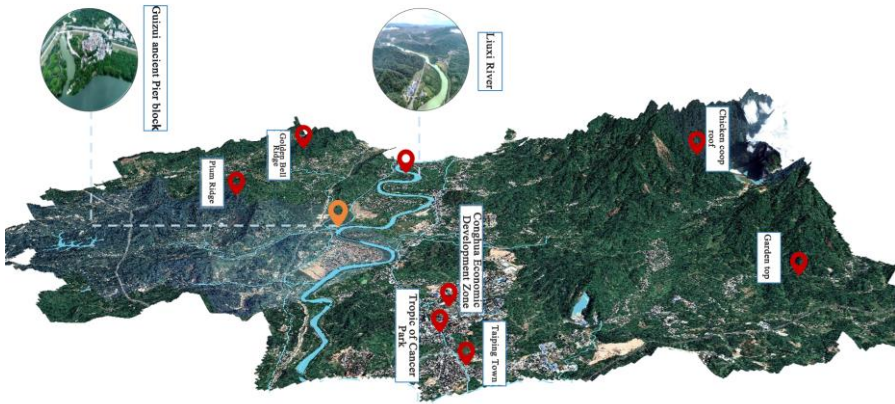 Guizui ancient Pier block
Liuxi River
Golden Bell
Ridge
Plum Ridge
Chicken coop
roof
Garden top
Conghua Economic
Development Zone
Tropic of Cancer
Park
Taiping Town